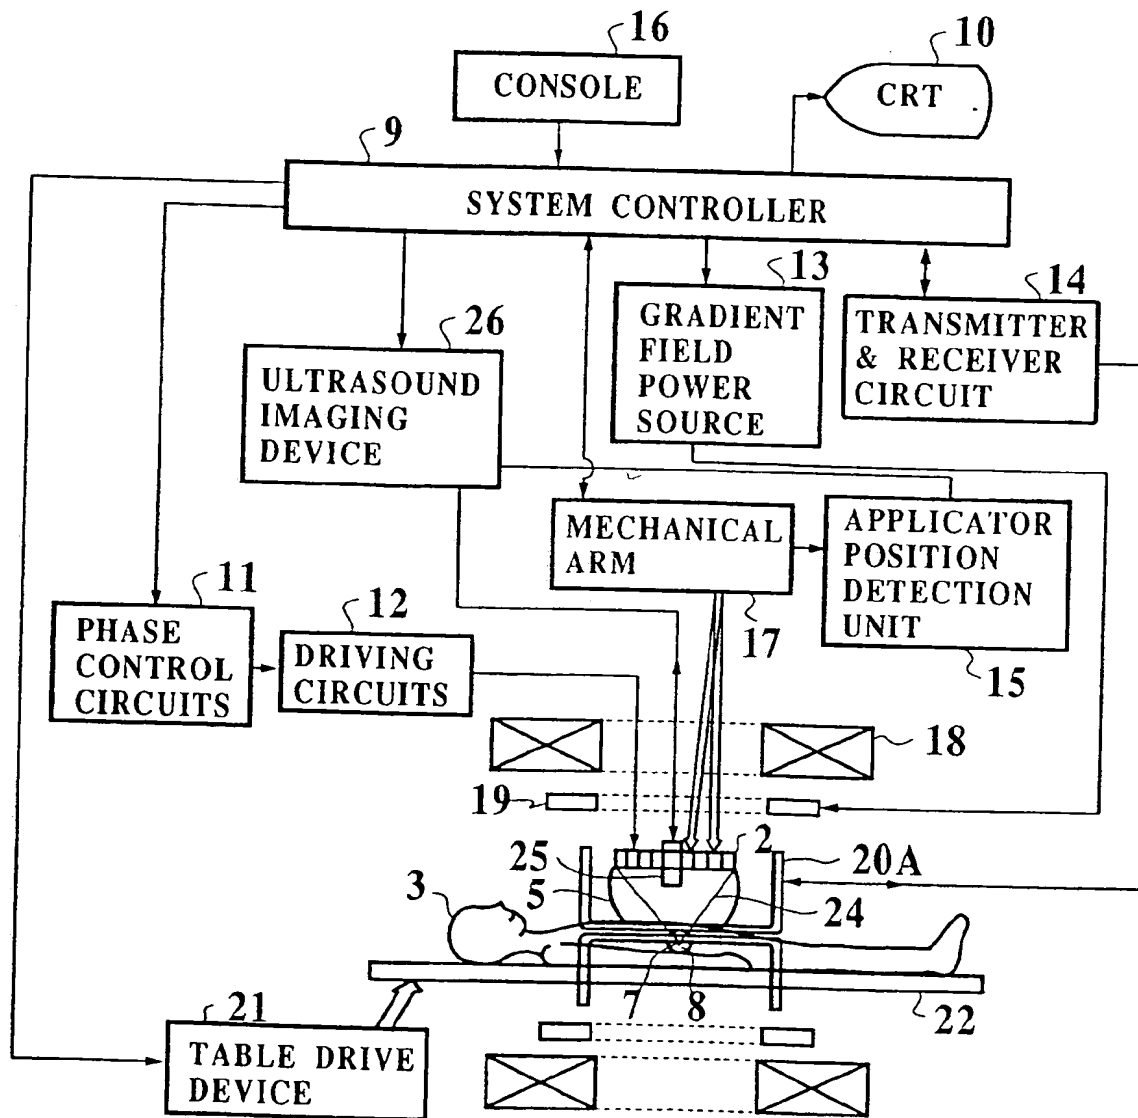 16
CONSOLE
10
CRT
9
SYSTEM CONTROLLER
13
GRADIENT
FIELD
POWER
SOURCE
14
TRANSMITTER
& RECEIVER
CIRCUIT
26
ULTRASOUND
IMAGING
DEVICE
MECHANICAL
ARM
17
APPLICATOR
POSITION
DETECTION
UNIT
15
11
PHASE
CONTROL
CIRCUITS
12
DRIVING
CIRCUITS
18
19
2
25
20A
5
24
3
7
8
22
21
TABLE DRIVE
DEVICE